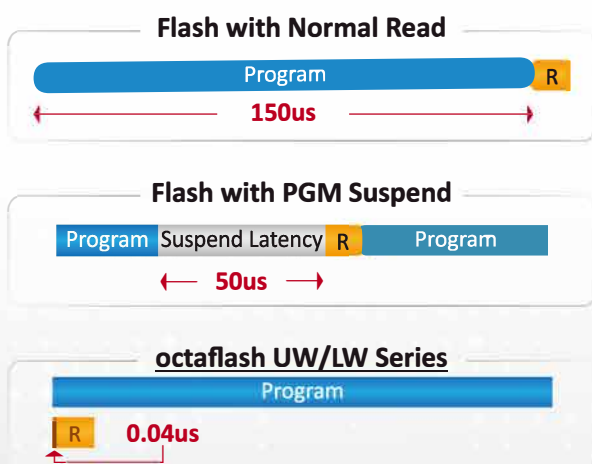 Flash with Normal Read
Program R
150us
Flash with PGM Suspend
Program Suspend Latency R Program
50us
octaflash UW/LW Series
Program
R 0.04us